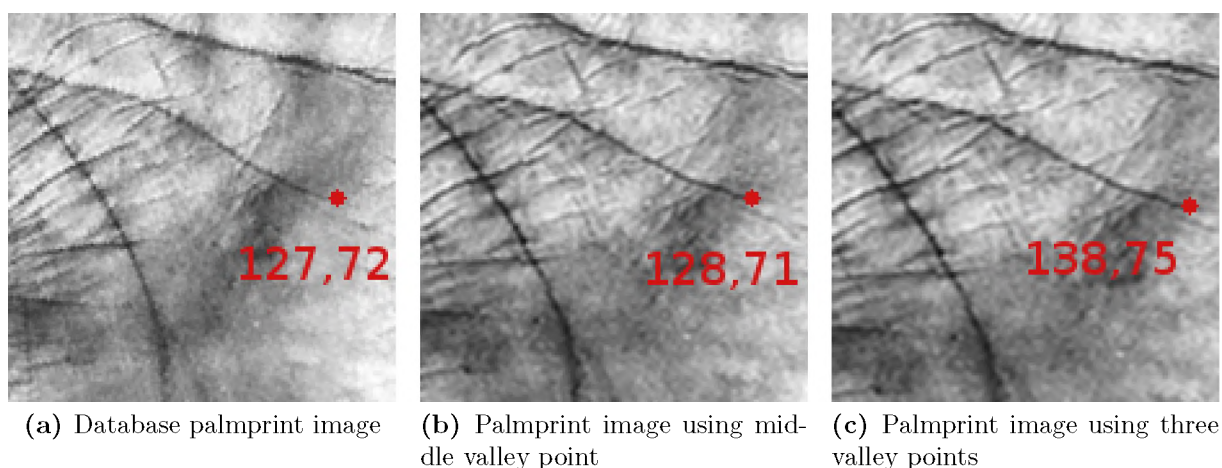 127,72
128,71
138,75
(a) Database palmprint image
(b) Palmprint image using mid-
dle valley point
(c) Palmprint image using three
valley points